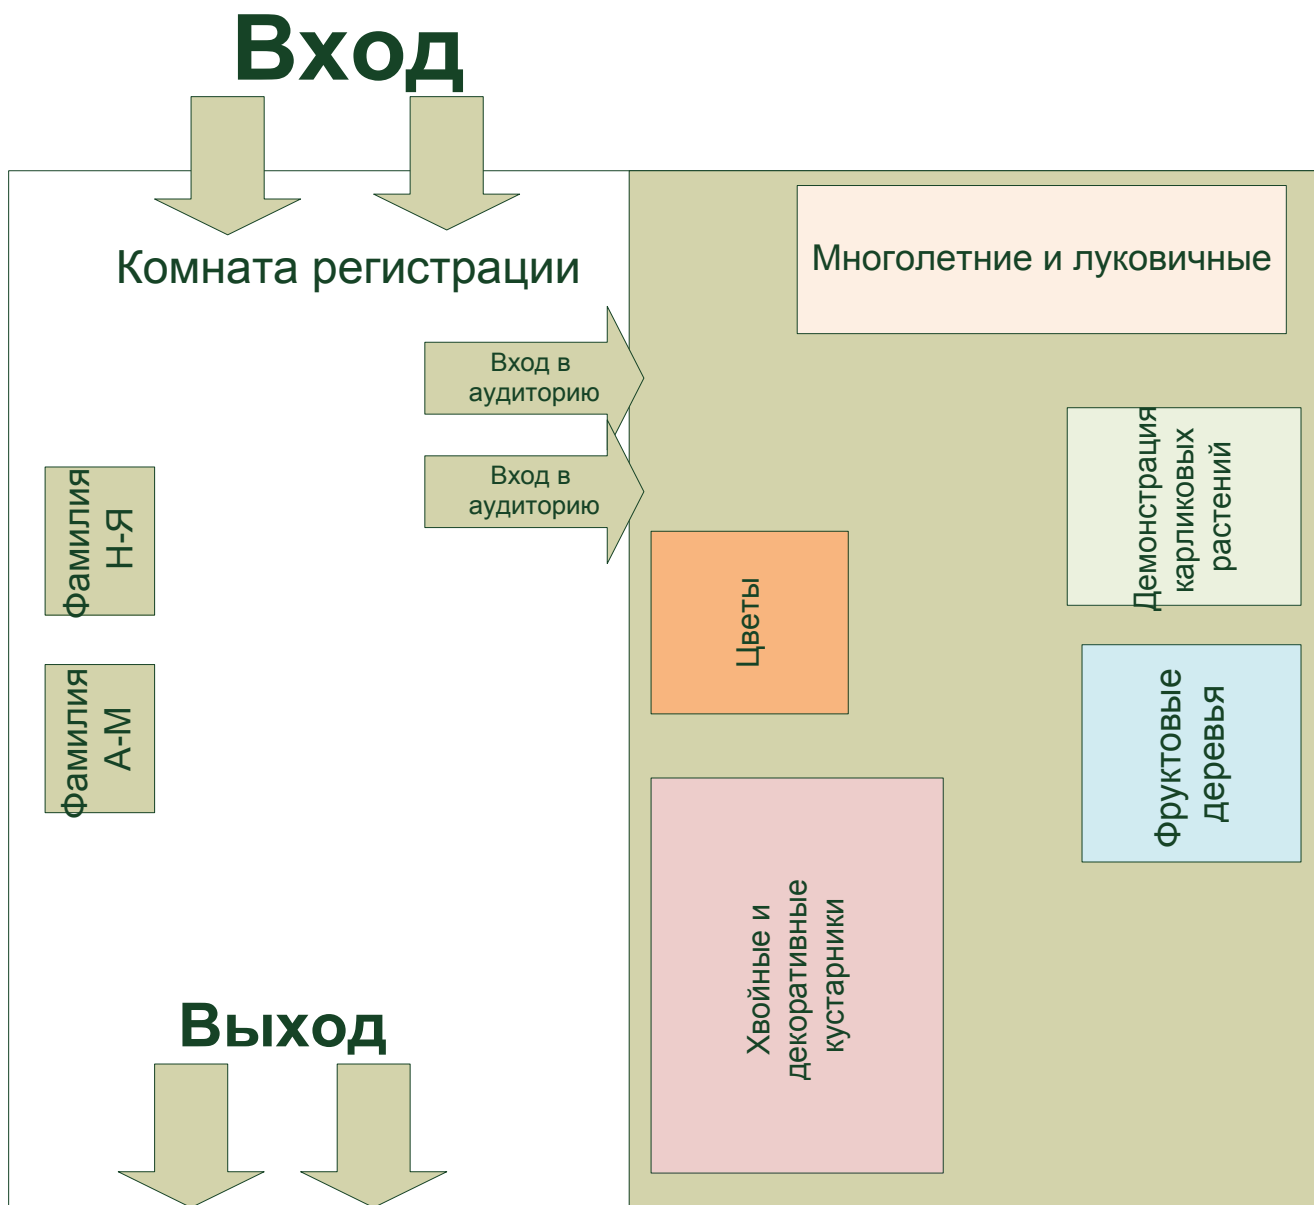 Вход
Комната регистрации
Многолетние и луковичные
Вход в
аудиторию
Вход в
аудиторию
Демонстрация
карликовых
растений
Фамилия
Н-Я
Цветы
Фамилия
А-М
Фруктовые
деревья
Хвойные и
декоративные
кустарники
Выход